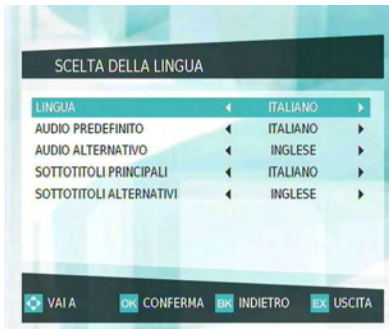 SCELTA DELLA LINGUA
LINGUA ITALIANO
AUDIO PREDEFINITO ITALIANO
AUDIO ALTERNATIVO INGLESE
SOTTOTITOLI PRINCIPALI ITALIANO
SOTTOTITOLI ALTERNATIVI INGLESE
VAI A OK CONFERMA BK INDIETRO EX USCITA